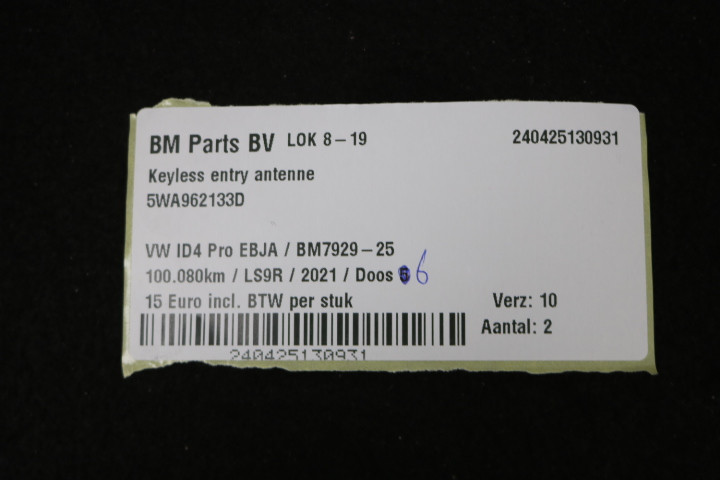 BM Parts BV LOK 8-19 240425130931
Keyless entry antenne
5WA962133D
VW ID4 Pro EBJA / BM7929-25
100.080km / LS9R / 2021 / Doos 6
15 Euro incl. BTW per stuk Verz: 10
Aantal: 2
240425130931